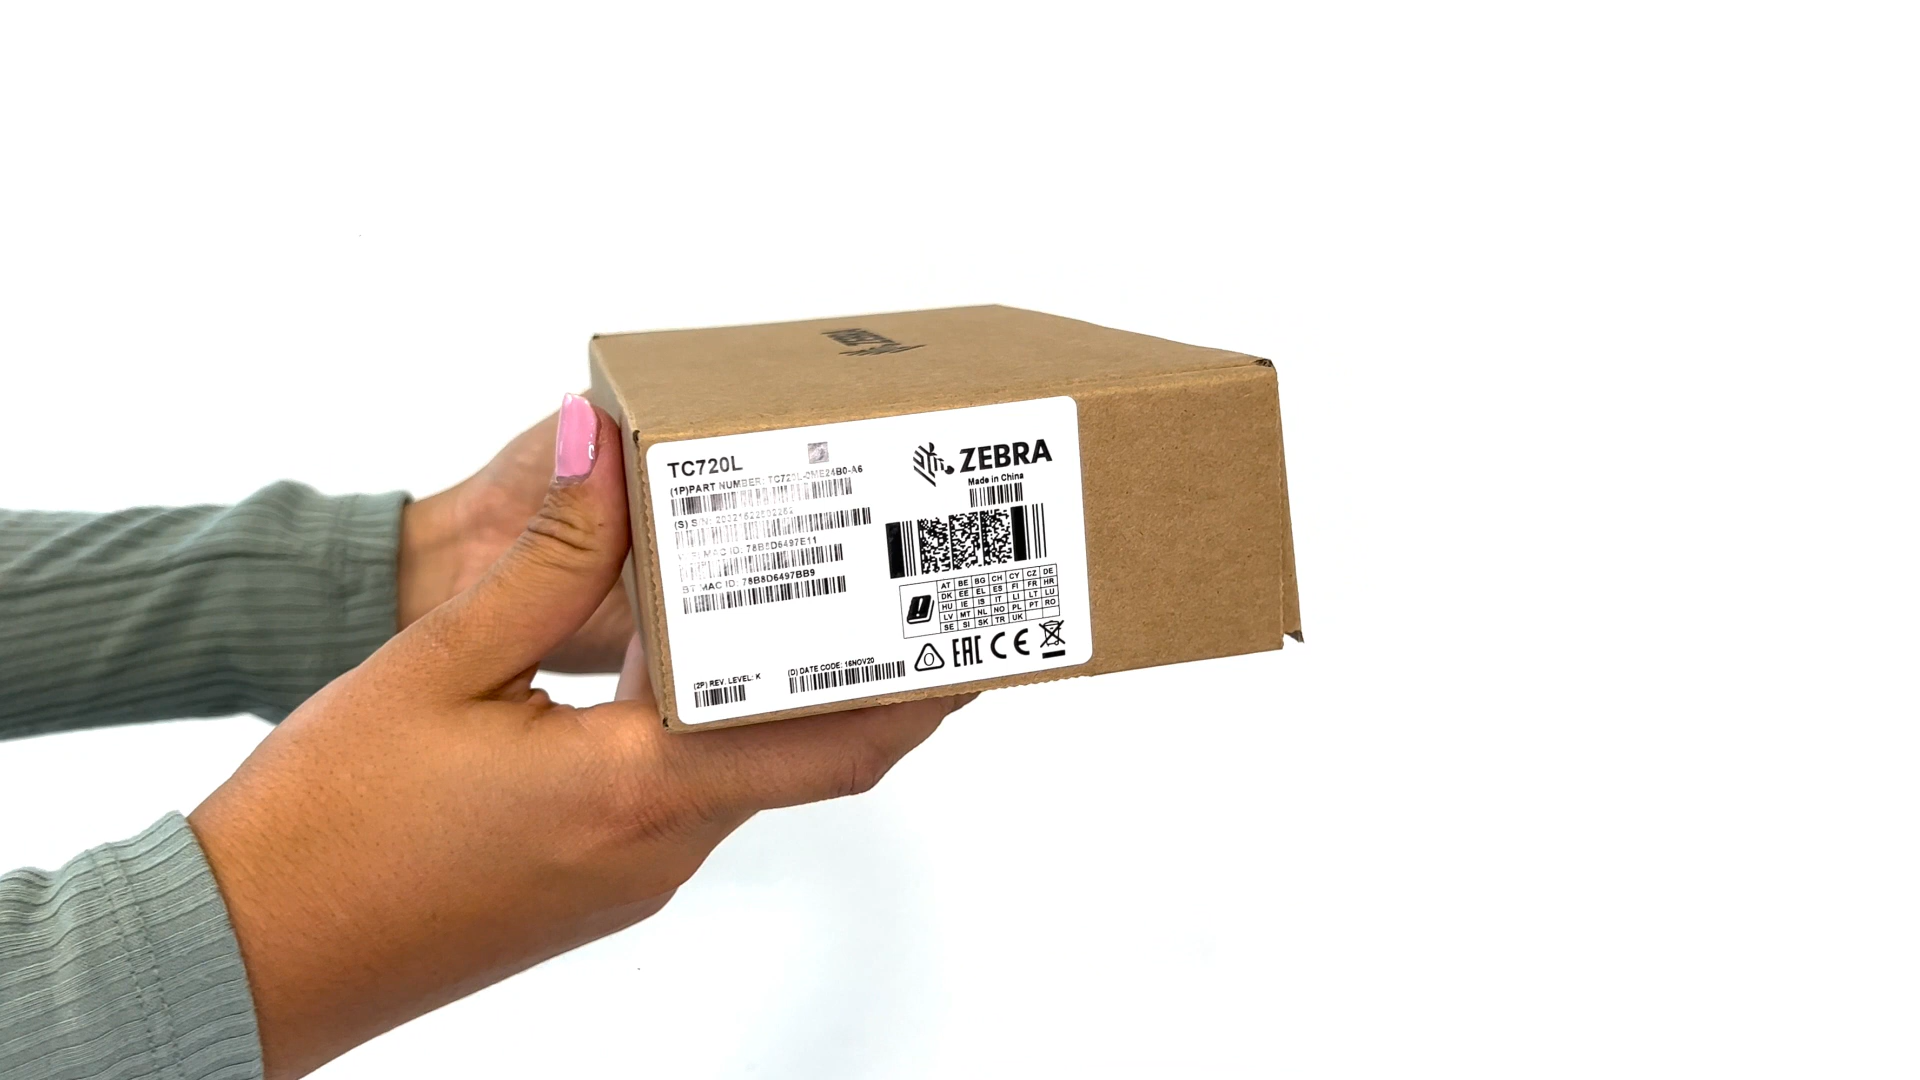 ZEBRA
TC720L
(1P)PART NUMBER: TC720L-0ME24B0-A6
(S) S/N:
WIFI MAC ID: 78B8D6497E11
BT MAC ID: 78B8D6497BB9
(2P) REV. LEVEL: K
(D) DATE CODE: 16NOV20
ZEBRA
Made in China
AT BE BG CH CY CZ DE
DK EE EL ES FI FR HR
HU IE IS IT LI LT LU
LV MT NL NO PL PT RO
SE SI SK TR UK
EAC CE